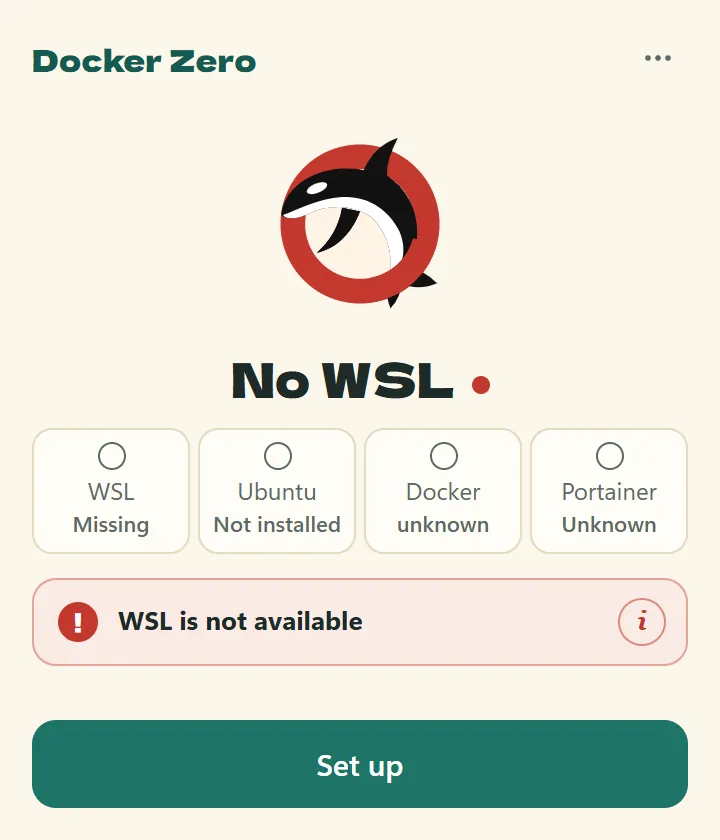 Docker Zero
No WSL
WSL
Missing
Ubuntu
Not installed
Docker
unknown
Portainer
Unknown
! WSL is not available i
Set up